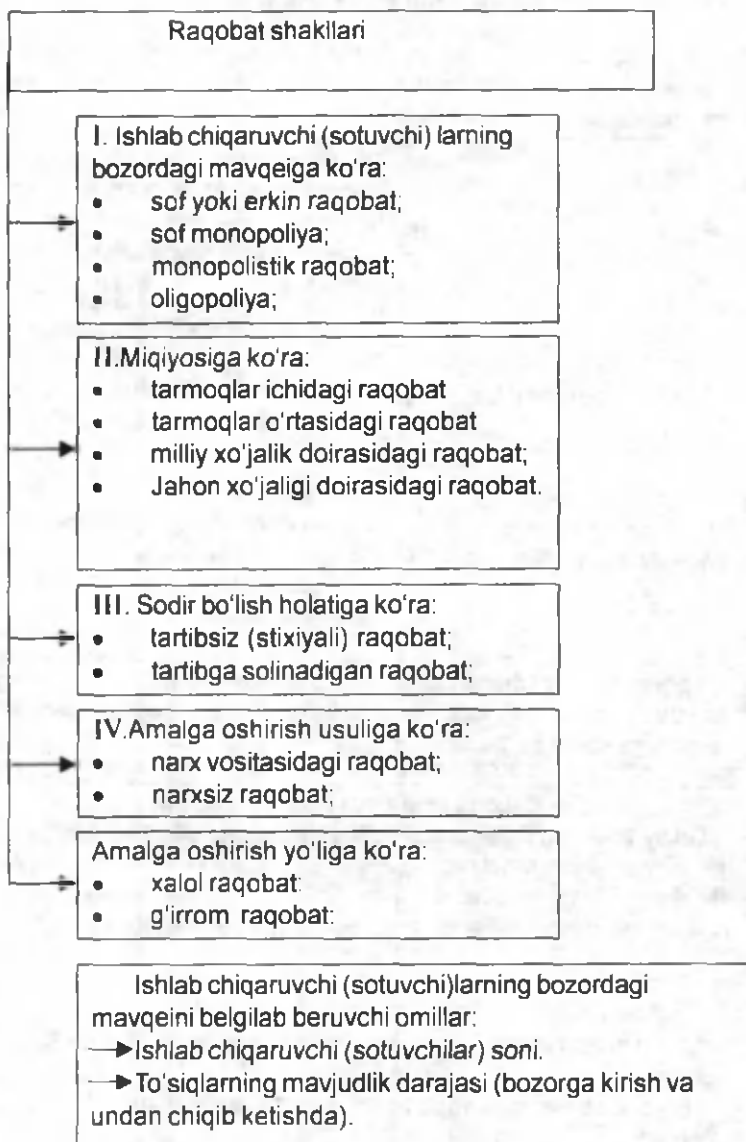 Raqobat shakllari
I. Ishlab chiqaruvchi (sotuvchi) larning
bozordagi mavqeiga ko'ra:
• sof yoki erkin raqobat;
• sof monopoliya;
• monopolistik raqobat;
• oligopoliya;
II.Miqiyosiga ko'ra:
• tarmoqlar ichidagi raqobat
• tarmoqlar o'rtasidagi raqobat
• milliy xo'jalik doirasidagi raqobat;
• Jahon xo'jaligi doirasidagi raqobat.
III. Sodir bo'lish holatiga ko'ra:
• tartibsiz (stixiyali) raqobat;
• tartibga solinadigan raqobat;
IV.Amalga oshirish usuliga ko'ra:
• narx vositasidagi raqobat;
• narxsiz raqobat;
Amalga oshirish yo'liga ko'ra:
• xalol raqobat:
• g'irrom raqobat:
Ishlab chiqaruvchi (sotuvchi)larning bozordagi
mavqeini belgilab beruvchi omillar:
→Ishlab chiqaruvchi (sotuvchilar) soni.
→To'siqlarning mavjudlik darajasi (bozorga kirish va
undan chiqib ketishda).